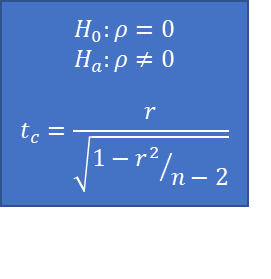 H₀: ρ = 0
Hₐ: ρ ≠ 0
t_c = r / √(1 − r²/n − 2)